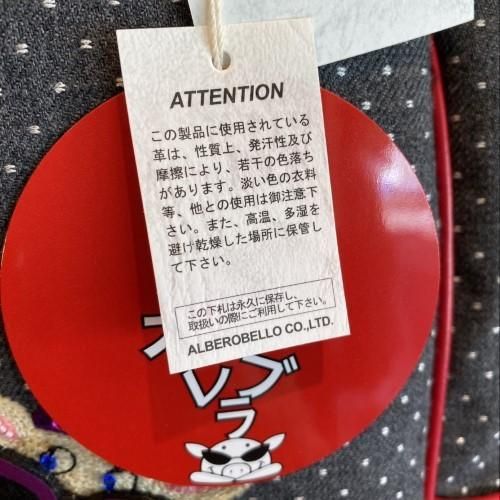 ATTENTION
この製品に使用されている
革は、性質上、発汗性及び
摩擦により、若干の色落ち
があります。淡い色の衣料
等、他との使用は御注意下
さい。また、高温、多湿を
避け乾燥した場所に保管し
て下さい。
この下札は永久に保存し、
取扱いの際にご利用して下さい。
ALBEROBELLO CO.,LTD.
レブ
ラ